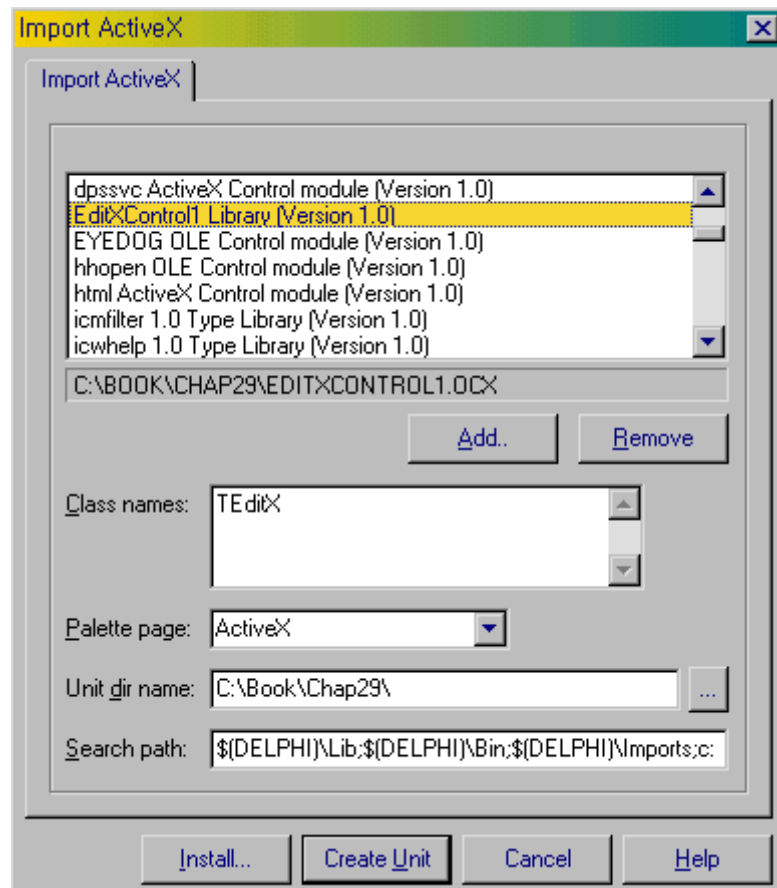 Import ActiveX
Import ActiveX
dpssvc ActiveX Control module (Version 1.0)
EditXControl1 Library (Version 1.0)
EYEDOG OLE Control module (Version 1.0)
hhopen OLE Control module (Version 1.0)
html ActiveX Control module (Version 1.0)
icmfilter 1.0 Type Library (Version 1.0)
icwhelp 1.0 Type Library (Version 1.0)
C:\BOOK\CHAP29\EDITXCONTROL1.OCX
Add..
Remove
Class names:
TEditX
Palette page:
ActiveX
Unit dir name:
C:\Book\Chap29\
...
Search path:
$(DELPHI)\Lib;$(DELPHI)\Bin;$(DELPHI)\Imports;c:
Install...
Create Unit
Cancel
Help